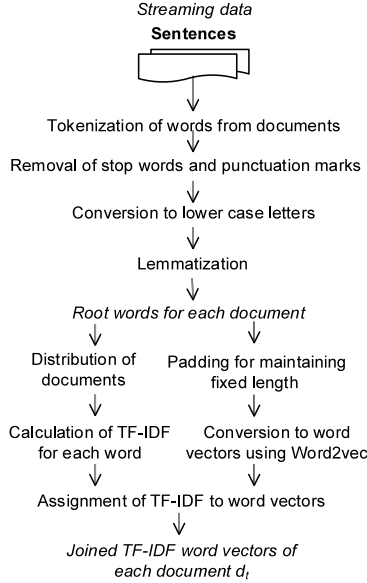 Streaming data
Sentences
Tokenization of words from documents
Removal of stop words and punctuation marks
Conversion to lower case letters
Lemmatization
Root words for each document
Distribution of
documents
Padding for maintaining
fixed length
Calculation of TF-IDF
for each word
Conversion to word
vectors using Word2vec
Assignment of TF-IDF to word vectors
Joined TF-IDF word vectors of
each document dt